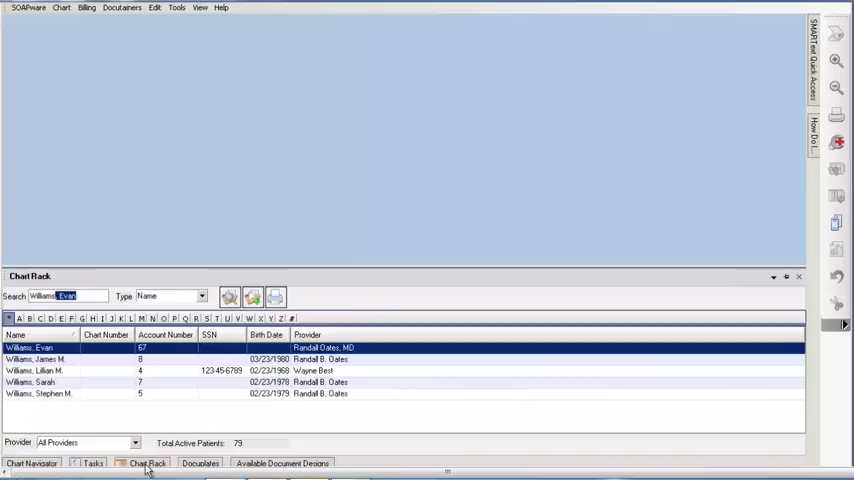 SOAPware Chart Billing Docutainers Edit Tools View Help
SMARText Quick Access
How Do I...
Chart Rack
Search Williams, Evan Type Name
* A B C D E F G H I J K L M N O P Q R S T U V W X Y Z #
Name Chart Number Account Number SSN Birth Date Provider
Williams, Evan 67 Randall Oates, MD
Williams, James M. 8 03/23/1980 Randall B. Oates
Williams, Lillian M. 4 123-45-6789 02/23/1968 Wayne Best
Williams, Sarah 7 02/23/1978 Randall B. Oates
Williams, Stephen M. 5 02/23/1979 Randall B. Oates
Provider All Providers Total Active Patients: 79
Chart Navigator Tasks Chart Rack Docuplates Available Document Designs